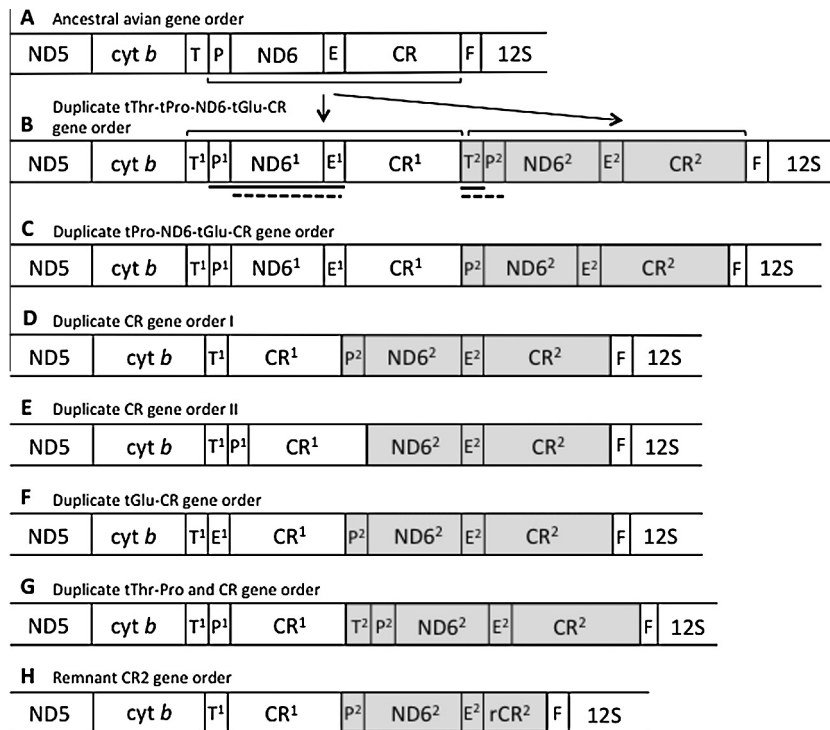 A Ancestral avian gene order
ND5 cyt b T P ND6 E CR F 12S
Duplicate tThr-tPro-ND6-tGlu-CR
B gene order
ND5 cyt b T¹ P¹ ND6¹ E¹ CR¹ T² P² ND6² E² CR² F 12S
C Duplicate tPro-ND6-tGlu-CR gene order
ND5 cyt b T¹ P¹ ND6¹ E¹ CR¹ P² ND6² E² CR² F 12S
D Duplicate CR gene order I
ND5 cyt b T¹ CR¹ P² ND6² E² CR² F 12S
E Duplicate CR gene order II
ND5 cyt b T¹ P¹ CR¹ ND6² E² CR² F 12S
F Duplicate tGlu-CR gene order
ND5 cyt b T¹ E¹ CR¹ P² ND6² E² CR² F 12S
G Duplicate tThr-Pro and CR gene order
ND5 cyt b T¹ P¹ CR¹ T² P² ND6² E² CR² F 12S
H Remnant CR2 gene order
ND5 cyt b T¹ CR¹ P² ND6² E² rCR² F 12S